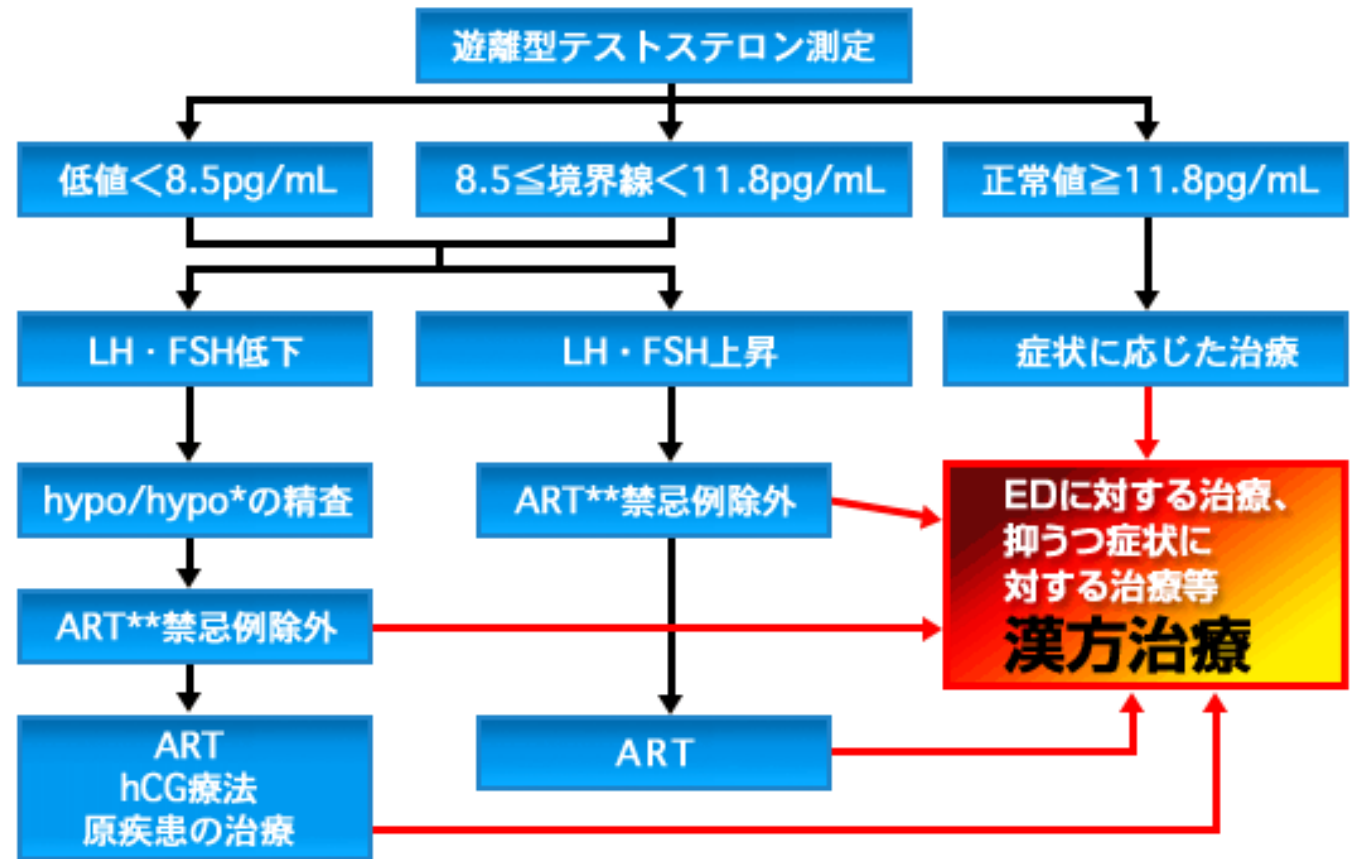 遊離型テストステロン測定
低値＜8.5pg/mL
8.5≦境界線＜11.8pg/mL
正常値≧11.8pg/mL
LH・FSH低下
LH・FSH上昇
症状に応じた治療
hypo/hypo*の精査
ART**禁忌例除外
EDに対する治療、
抑うつ症状に
対する治療等
漢方治療
ART**禁忌例除外
ART
hCG療法
原疾患の治療
ART